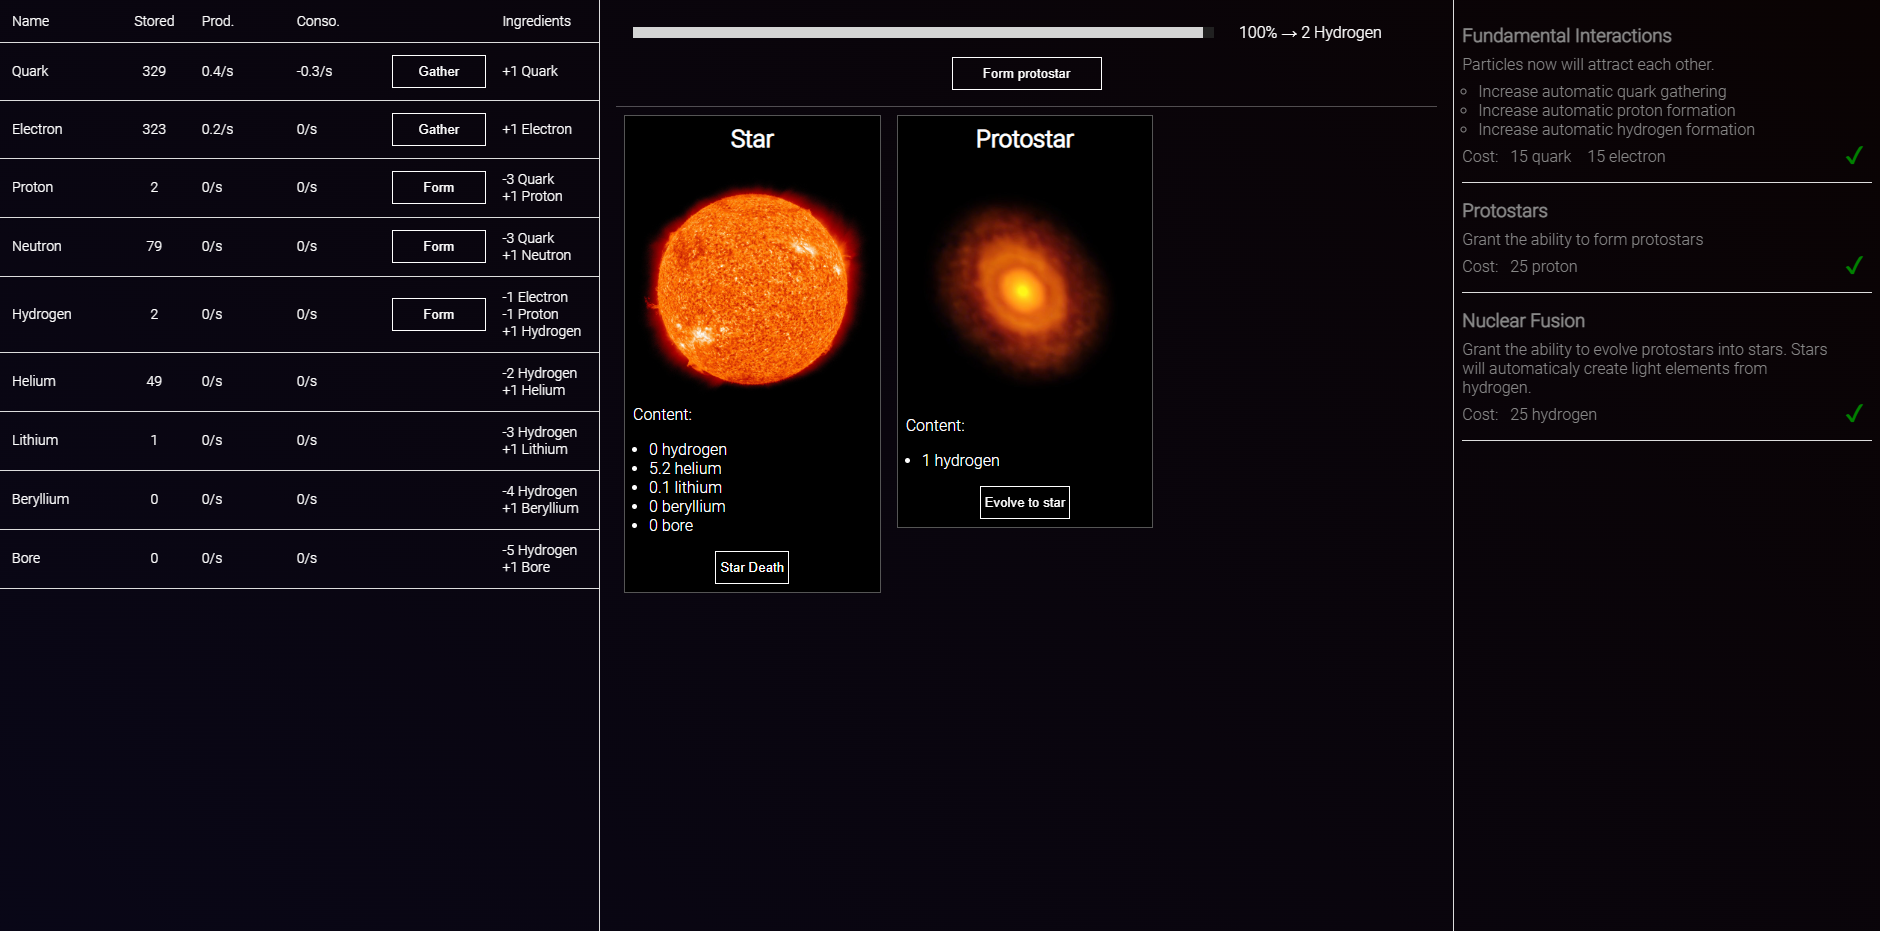 Name Stored Prod. Conso. Ingredients
Quark 329 0.4/s -0.3/s Gather +1 Quark
Electron 323 0.2/s 0/s Gather +1 Electron
Proton 2 0/s 0/s Form -3 Quark
+1 Proton
Neutron 79 0/s 0/s Form -3 Quark
+1 Neutron
Hydrogen 2 0/s 0/s Form -1 Electron
-1 Proton
+1 Hydrogen
Helium 49 0/s 0/s -2 Hydrogen
+1 Helium
Lithium 1 0/s 0/s -3 Hydrogen
+1 Lithium
Beryllium 0 0/s 0/s -4 Hydrogen
+1 Beryllium
Bore 0 0/s 0/s -5 Hydrogen
+1 Bore
100% → 2 Hydrogen
Form protostar
Star
Content:
0 hydrogen
5.2 helium
0.1 lithium
0 beryllium
0 bore
Star Death
Protostar
Content:
1 hydrogen
Evolve to star
Fundamental Interactions
Particles now will attract each other.
Increase automatic quark gathering
Increase automatic proton formation
Increase automatic hydrogen formation
Cost: 15 quark 15 electron
Protostars
Grant the ability to form protostars
Cost: 25 proton
Nuclear Fusion
Grant the ability to evolve protostars into stars. Stars
will automaticaly create light elements from
hydrogen.
Cost: 25 hydrogen